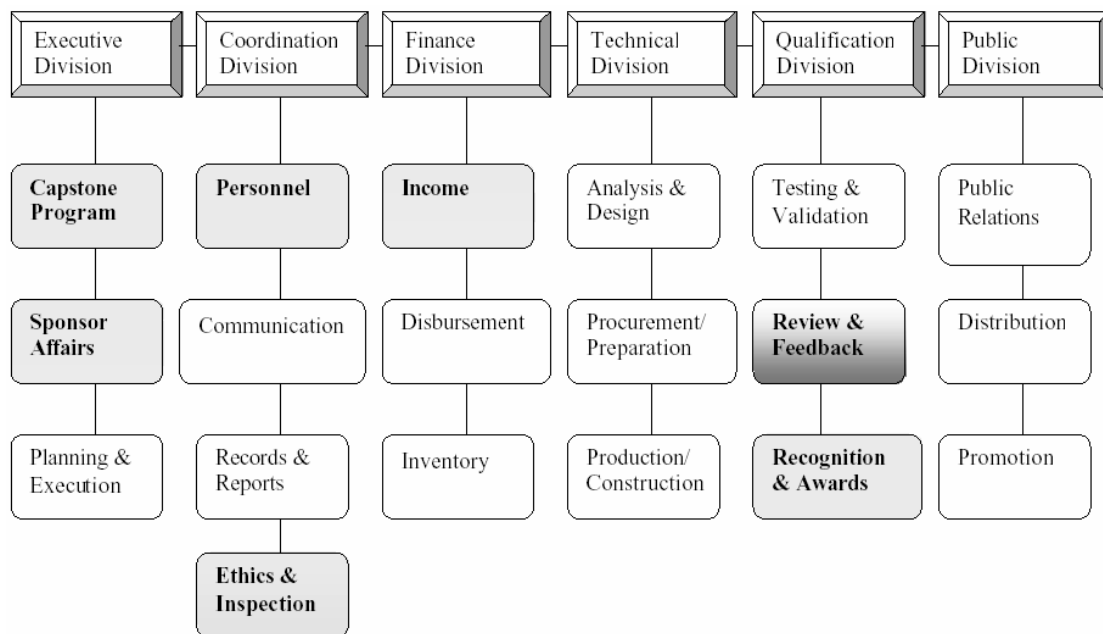 Executive
Division
Coordination
Division
Finance
Division
Technical
Division
Qualification
Division
Public
Division
Capstone
Program
Personnel
Income
Analysis &
Design
Testing &
Validation
Public
Relations
Sponsor
Affairs
Communication
Disbursement
Procurement/
Preparation
Review &
Feedback
Distribution
Planning &
Execution
Records &
Reports
Inventory
Production/
Construction
Recognition
& Awards
Promotion
Ethics &
Inspection